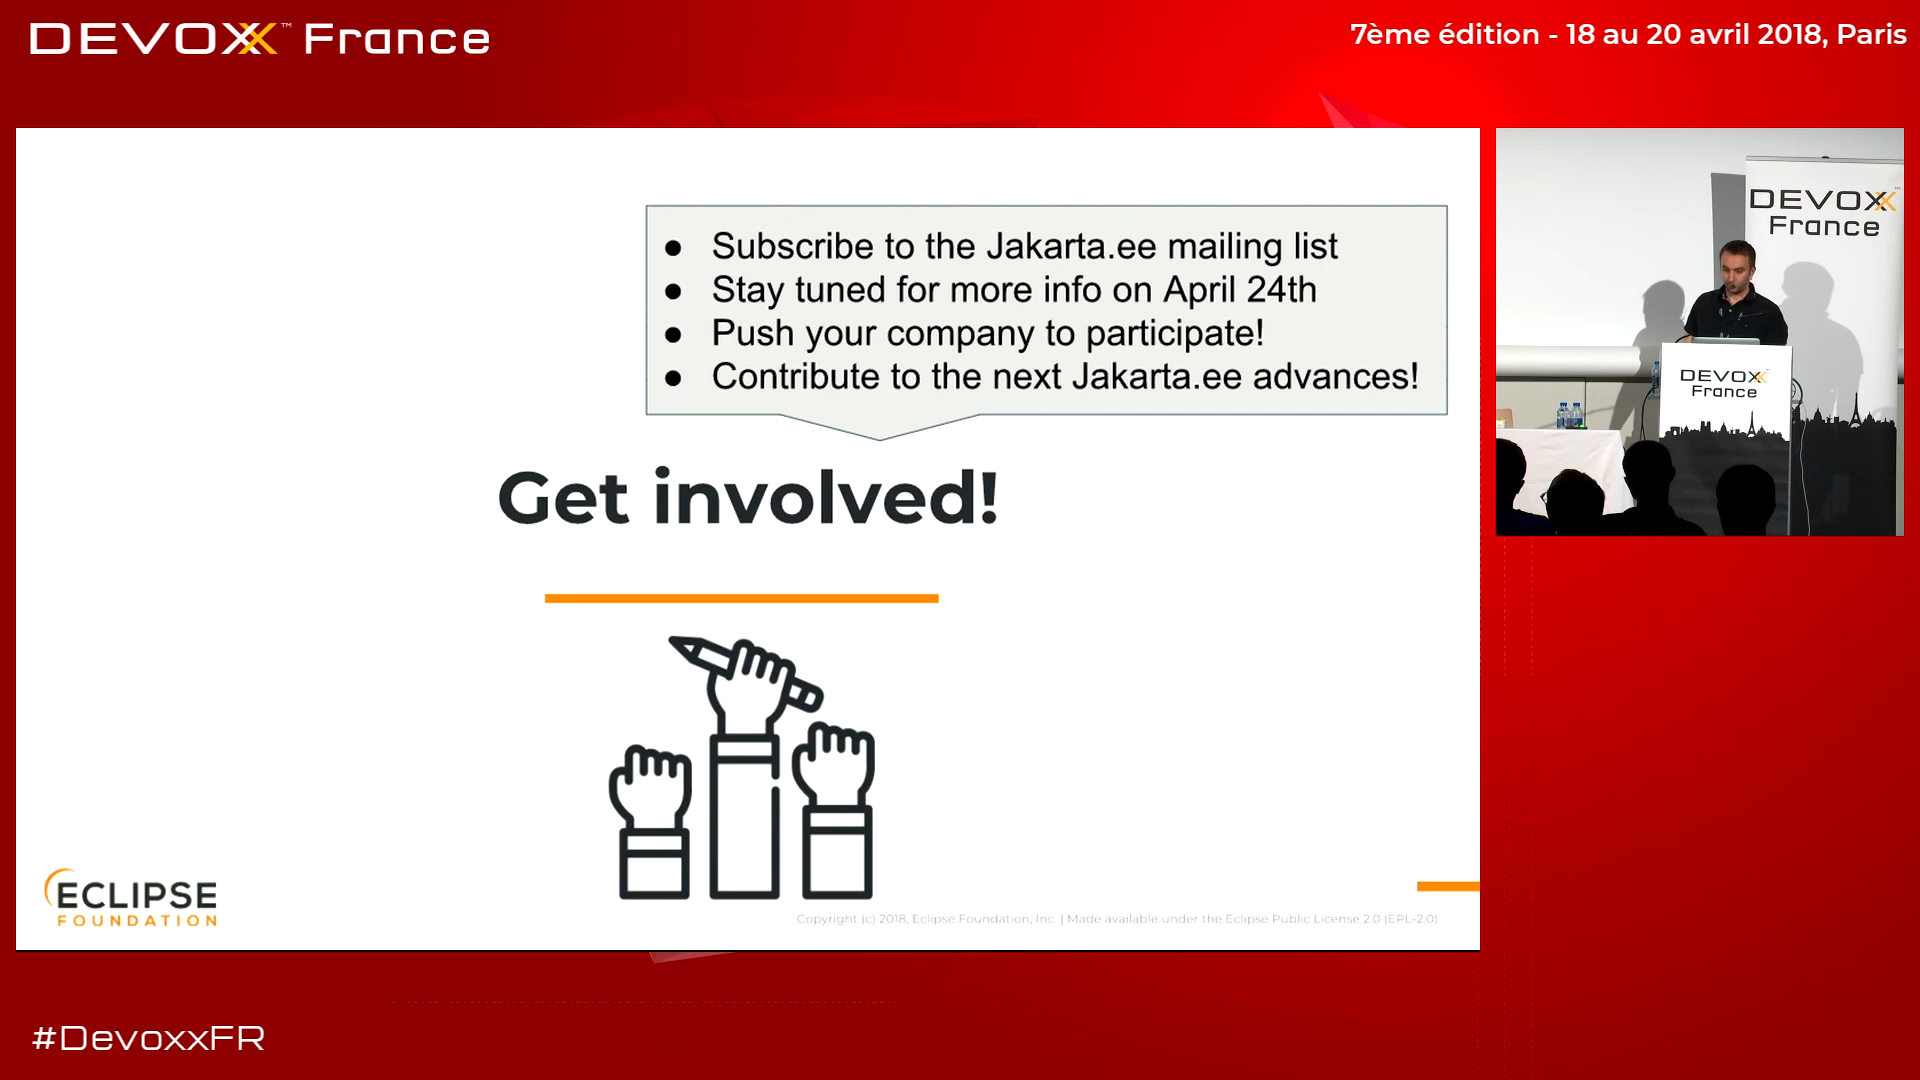 DEVOXX™ France
7ème édition - 18 au 20 avril 2018, Paris
● Subscribe to the Jakarta.ee mailing list
● Stay tuned for more info on April 24th
● Push your company to participate!
● Contribute to the next Jakarta.ee advances!
Get involved!
ECLIPSE
FOUNDATION
Copyright (c) 2018, Eclipse Foundation, Inc. | Made available under the Eclipse Public License 2.0 (EPL-2.0)
DEVOXX™
France
DEVOXX
France
#DevoxxFR